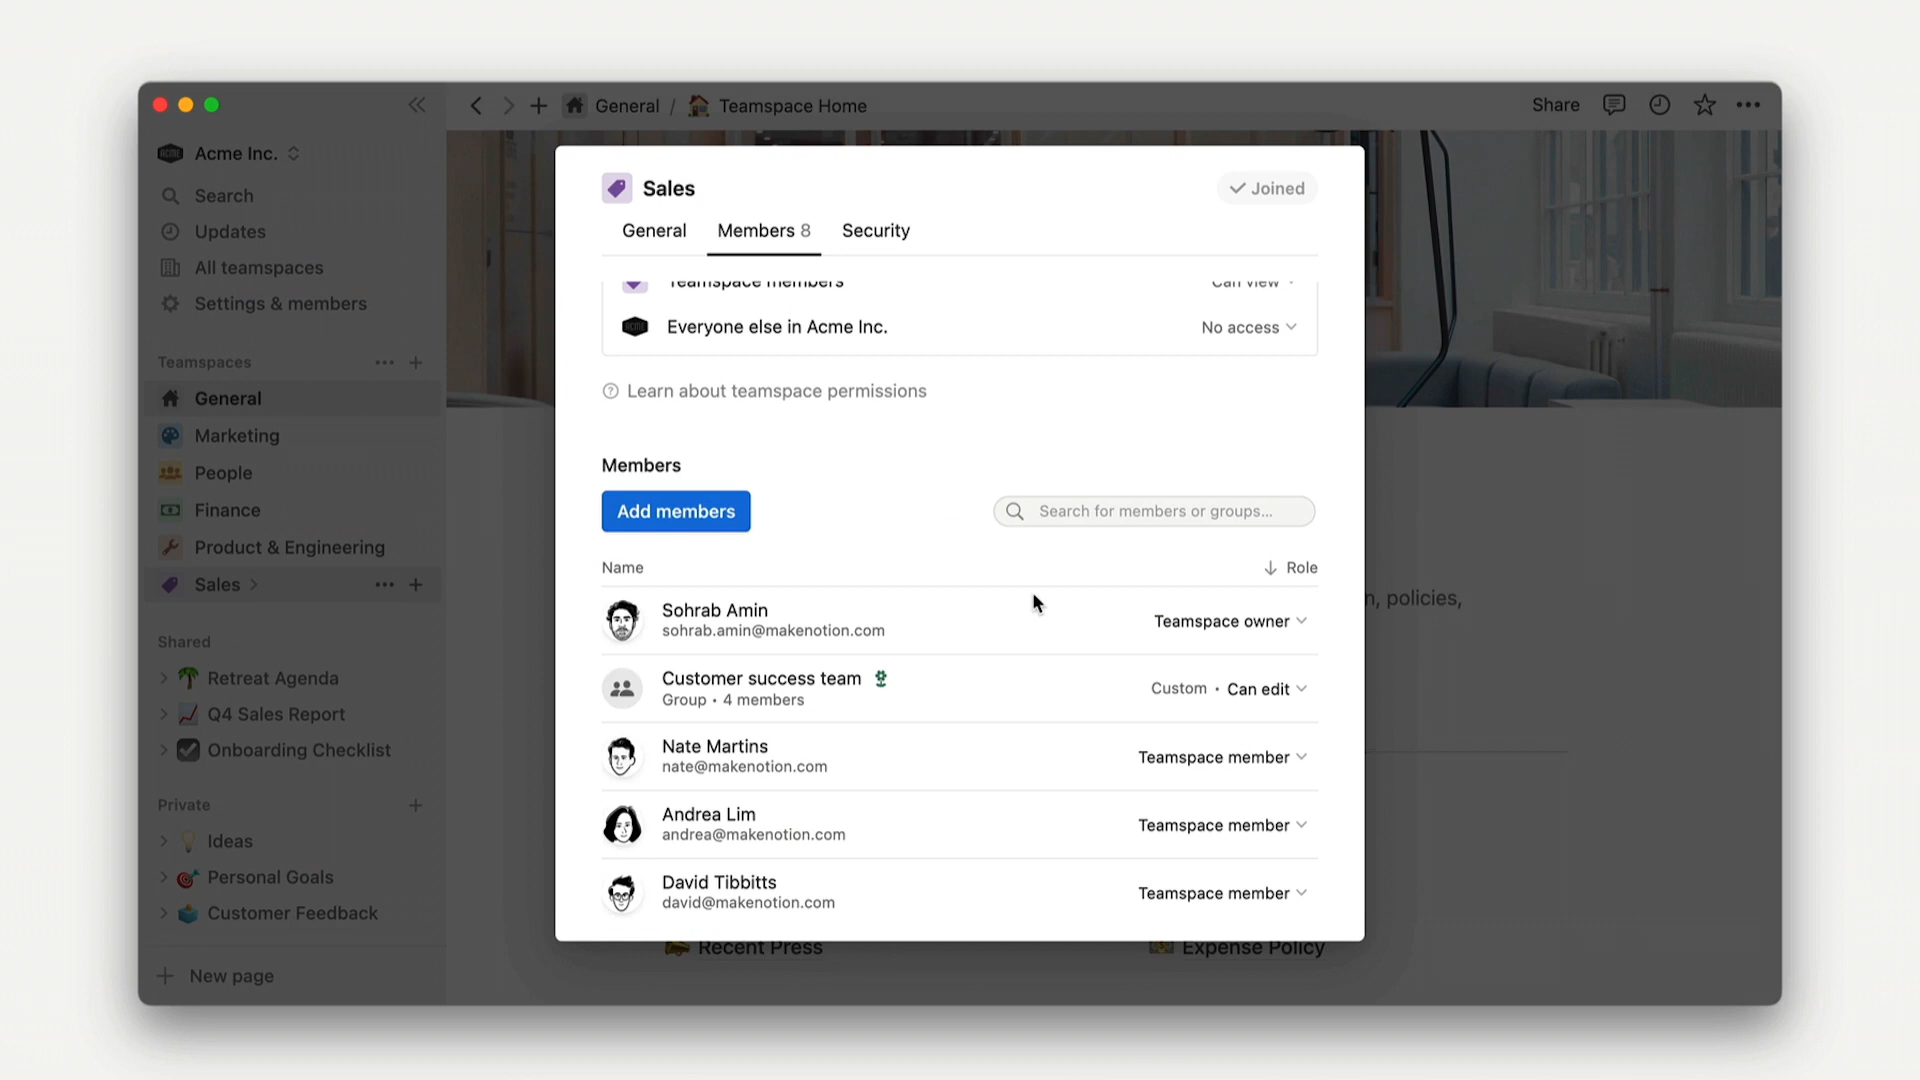 General / Teamspace Home
Share
Acme Inc.
Search
Updates
All teamspaces
Settings & members
Teamspaces
General
Marketing
People
Finance
Product & Engineering
Sales
Shared
Retreat Agenda
Q4 Sales Report
Onboarding Checklist
Private
Ideas
Personal Goals
Customer Feedback
New page
Sales
Joined
General
Members 8
Security
Teamspace members Can view
Everyone else in Acme Inc. No access
Learn about teamspace permissions
Members
Add members
Search for members or groups...
Name
Role
Sohrab Amin
sohrab.amin@makenotion.com
Teamspace owner
Customer success team
Group • 4 members
Custom • Can edit
Nate Martins
nate@makenotion.com
Teamspace member
Andrea Lim
andrea@makenotion.com
Teamspace member
David Tibbitts
david@makenotion.com
Teamspace member
policies,
Recent Press
Expense Policy